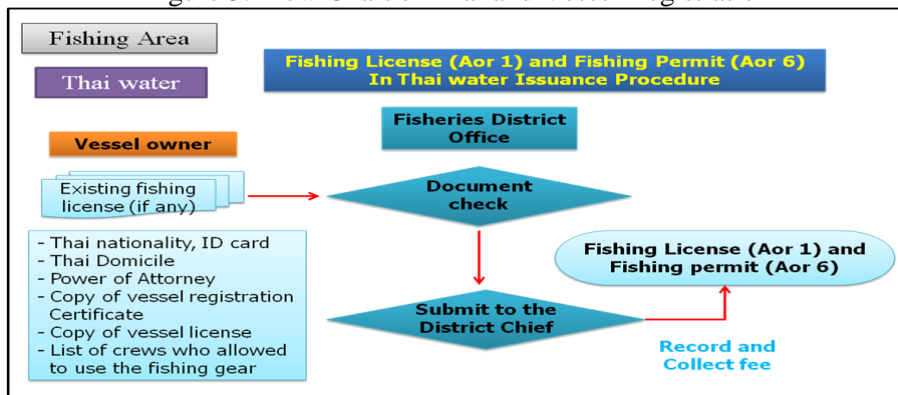 Fishing Area
Thai water
Fishing License (Aor 1) and Fishing Permit (Aor 6)
In Thai water Issuance Procedure
Vessel owner
Fisheries District
Office
Existing fishing
license (if any)
Document
check
- Thai nationality, ID card
- Thai Domicile
- Power of Attorney
- Copy of vessel registration
Certificate
- Copy of vessel license
- List of crews who allowed
to use the fishing gear
Submit to the
District Chief
Fishing License (Aor 1) and
Fishing permit (Aor 6)
Record and
Collect fee